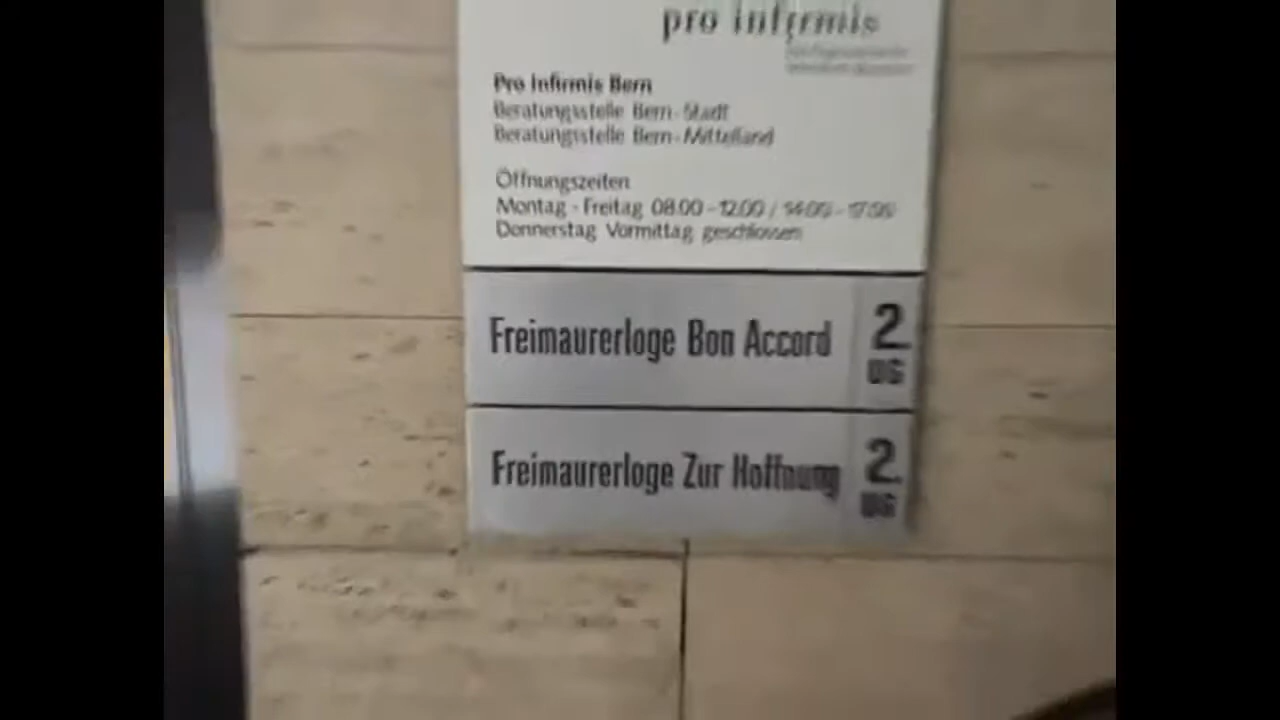 pro infirmis
Pro Infirmis Bern
Beratungsstelle Bern-Stadt
Beratungsstelle Bern-Mittelland
Öffnungszeiten
Montag - Freitag 08.00 - 12.00 / 14.00 - 17.00
Donnerstag Vormittag geschlossen
Freimaurerloge Bon Accord
2
UG
Freimaurerloge Zur Hoffnung
2
UG